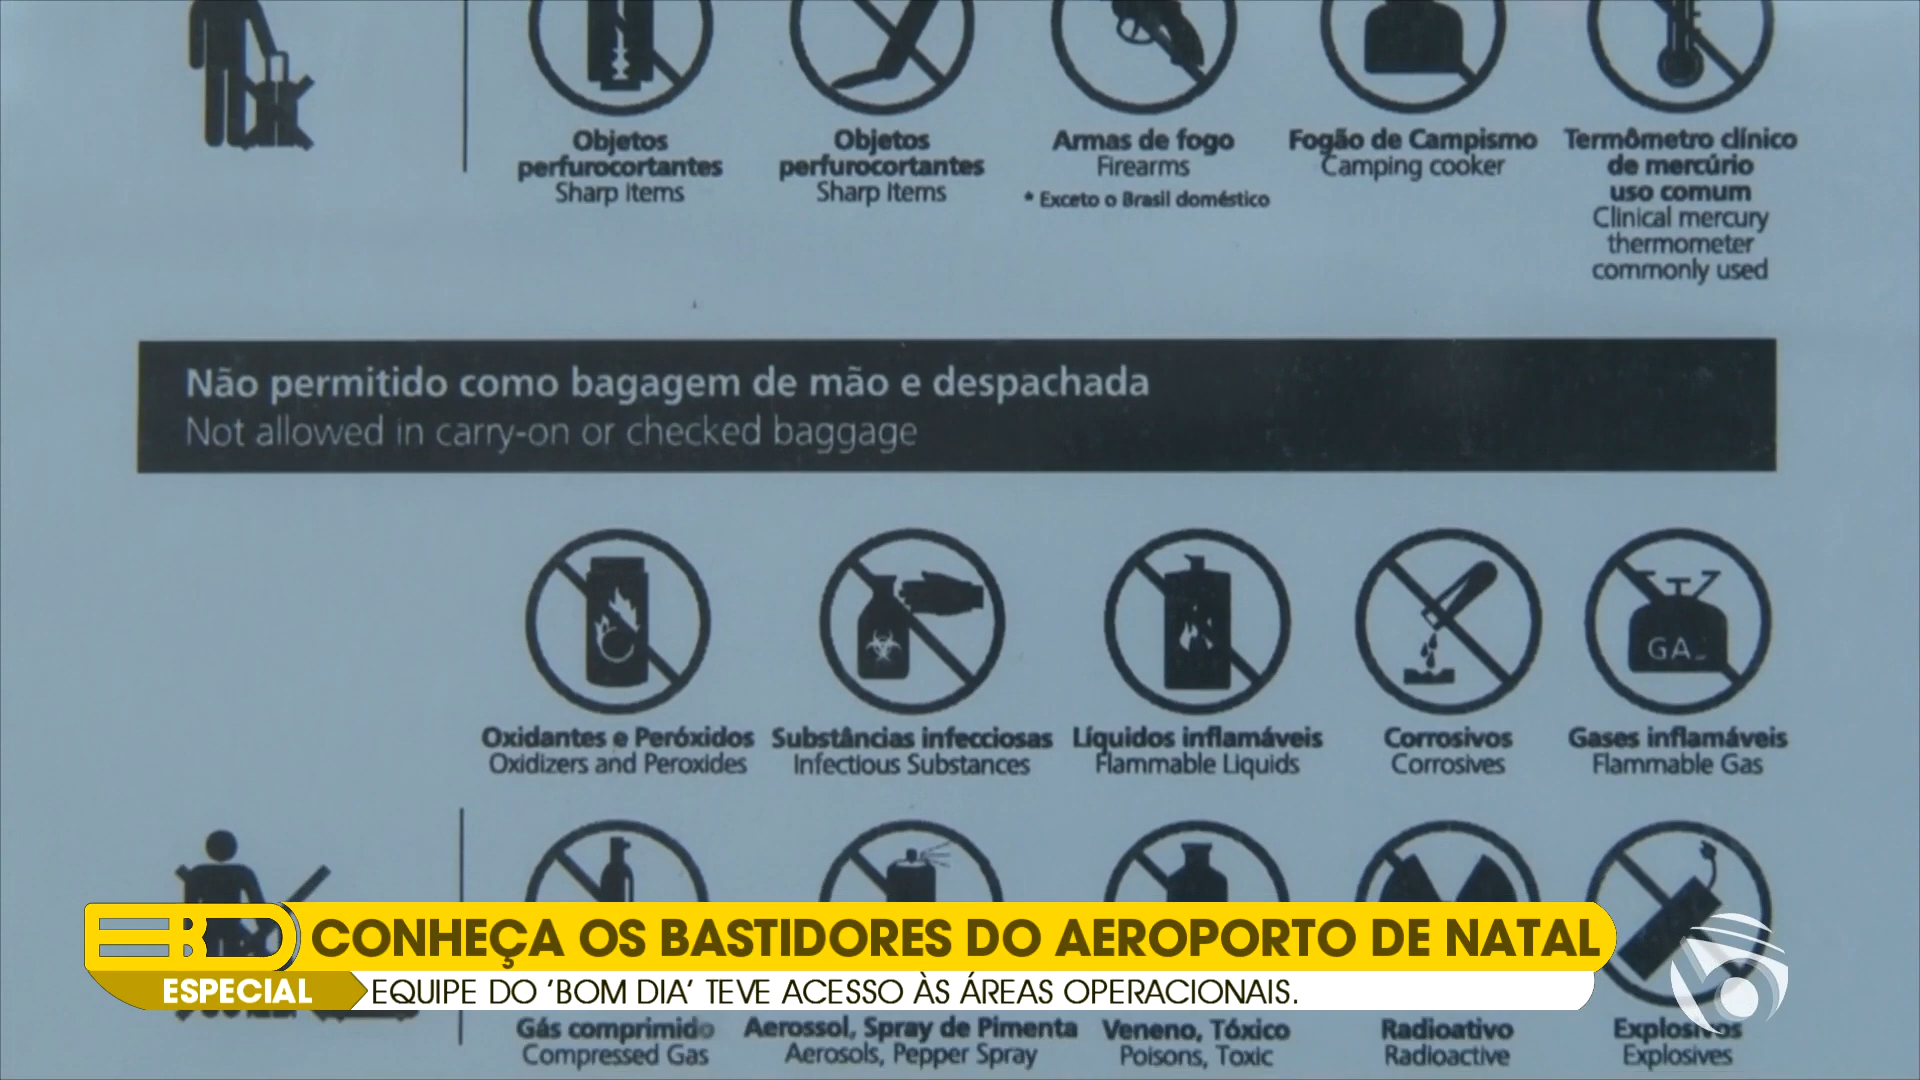 Objetos
perfurocortantes
Sharp Items
Objetos
perfurocortantes
Sharp Items
Armas de fogo
Firearms
* Exceto o Brasil doméstico
Fogão de Campismo
Camping cooker
Termômetro clínico
de mercúrio
uso comum
Clinical mercury
thermometer
commonly used
Não permitido como bagagem de mão e despachada
Not allowed in carry-on or checked baggage
GA
Oxidantes e Peróxidos
Oxidizers and Peroxides
Substâncias infecciosas
Infectious Substances
Líquidos inflamáveis
Flammable Liquids
Corrosivos
Corrosives
Gases inflamáveis
Flammable Gas
BD CONHEÇA OS BASTIDORES DO AEROPORTO DE NATAL
ESPECIAL EQUIPE DO 'BOM DIA' TEVE ACESSO ÀS ÁREAS OPERACIONAIS.
Gás comprimido
Compressed Gas
Aerossol, Spray de Pimenta
Aerosols, Pepper Spray
Veneno, Tóxico
Poisons, Toxic
Radioativo
Radioactive
Explosivos
Explosives